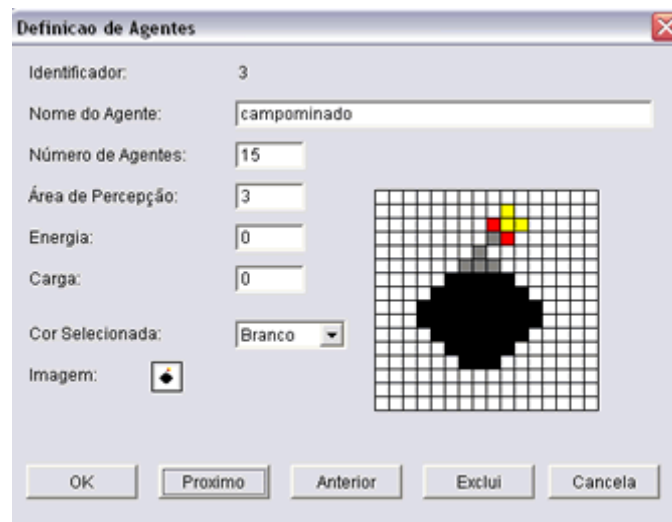 Definicao de Agentes
Identificador: 3
Nome do Agente: campominado
Número de Agentes: 15
Área de Percepção: 3
Energia: 0
Carga: 0
Cor Selecionada: Branco
Imagem:
OK Proximo Anterior Exclui Cancela